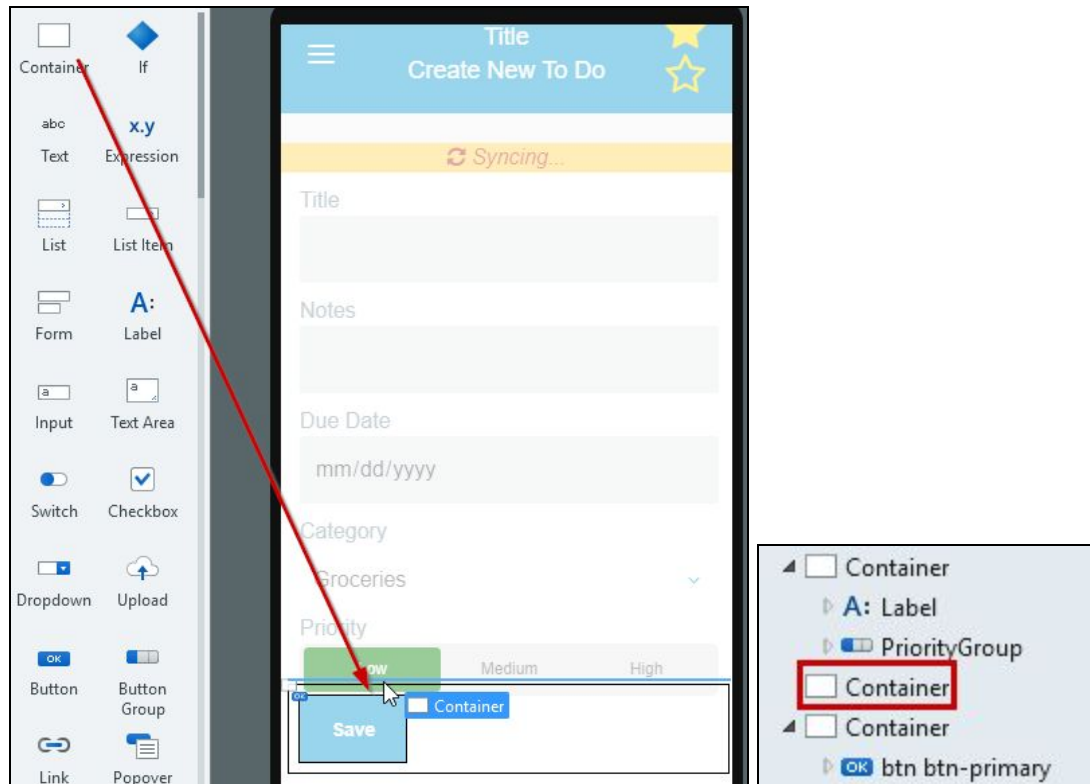 Container If
abc x.y
Text Expression
List List Item
A:
Form Label
a a
Input Text Area
Switch Checkbox
Dropdown Upload
OK
Button Button
Group
Link Popover
Title
Create New To Do
Syncing...
Title
Notes
Due Date
mm/dd/yyyy
Category
Groceries
Priority
Low Medium High
OK
Container
Save
Container
A: Label
PriorityGroup
Container
Container
OK btn btn-primary